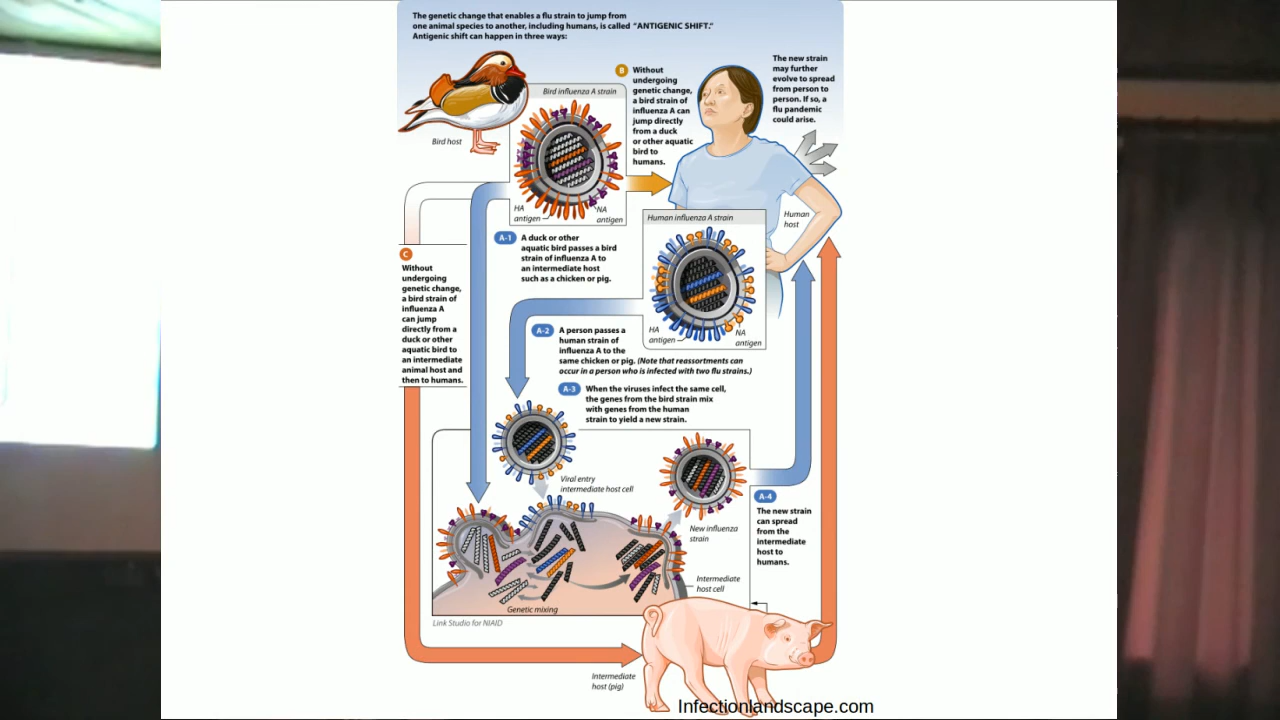 The genetic change that enables a flu strain to jump from
one animal species to another, including humans, is called "ANTIGENIC SHIFT."
Antigenic shift can happen in three ways:
The new strain
may further
evolve to spread
from person to
person. If so, a
flu pandemic
could arise.
B
Without
undergoing
genetic change,
a bird strain of
influenza A can
jump directly
from a duck
or other aquatic
bird to
humans.
Bird influenza A strain
Bird host
HA
antigen
NA
antigen
Human influenza A strain
Human
host
HA
antigen
NA
antigen
A-1
A duck or other
aquatic bird passes a bird
strain of influenza A to
an intermediate host
such as a chicken or pig.
C
Without
undergoing
genetic change,
a bird strain of
influenza A
can jump
directly from a
duck or other
aquatic bird to
an intermediate
animal host and
then to humans.
A-2
A person passes a
human strain of
influenza A to the
same chicken or pig. (Note that reassortments can
occur in a person who is infected with two flu strains.)
A-3
When the viruses infect the same cell,
the genes from the bird strain mix
with genes from the human
strain to yield a new strain.
Viral entry
intermediate host cell
New influenza
strain
A-4
The new strain
can spread
from the
intermediate
host to
humans.
Intermediate
host cell
Genetic mixing
Link Studio for NIAID
Intermediate
host (pig)
Infectionlandscape.com